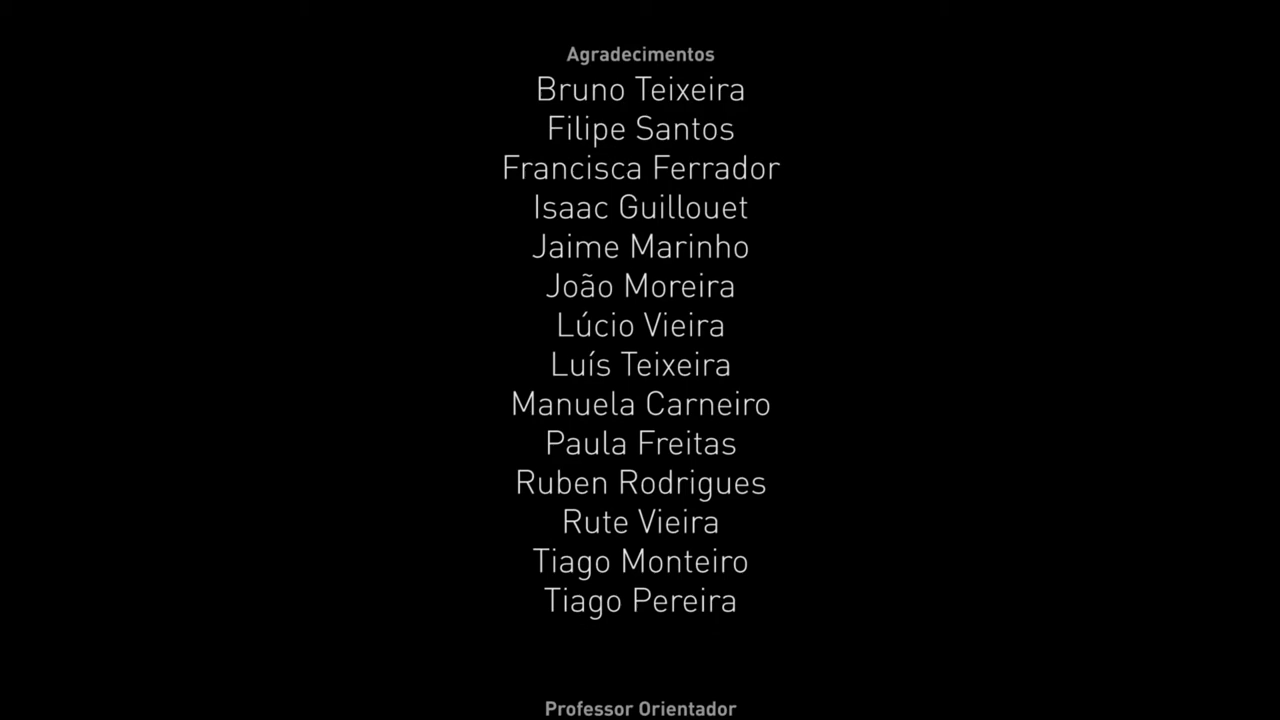 Agradecimentos
Bruno Teixeira
Filipe Santos
Francisca Ferrador
Isaac Guillouet
Jaime Marinho
João Moreira
Lúcio Vieira
Luís Teixeira
Manuela Carneiro
Paula Freitas
Ruben Rodrigues
Rute Vieira
Tiago Monteiro
Tiago Pereira
Professor Orientador